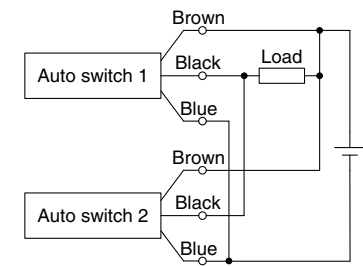 Brown
Load
Black
Auto switch 1
Blue
Brown
Black
Auto switch 2
Blue